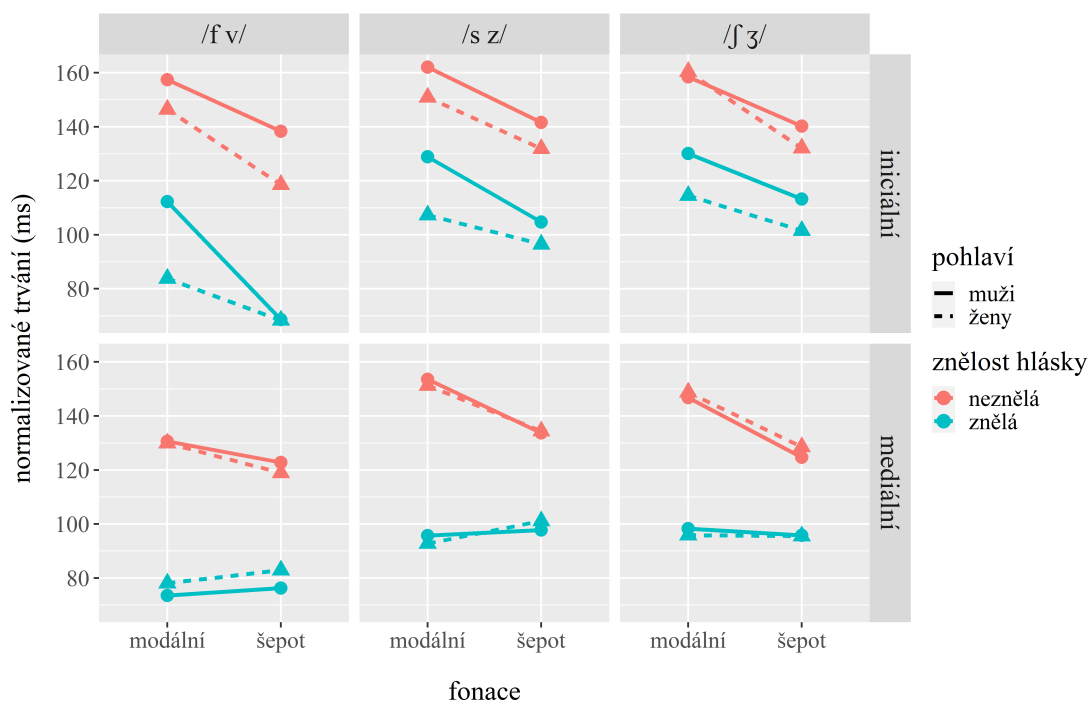 /f v/
/s z/
/ʃ ʒ/
160
140
120
100
80
iniciální
160
140
120
100
80
mediální
modální
šepot
modální
šepot
modální
šepot
fonace
normalizované trvání (ms)
pohlaví
muži
ženy
znělost hlásky
neznělá
znělá